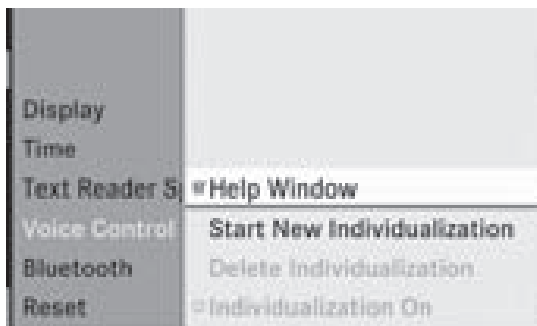 Display
Time
Text Reader S
Help Window
Voice Control
Start New Individualization
Bluetooth
Delete Individualization
Reset
Individualization On